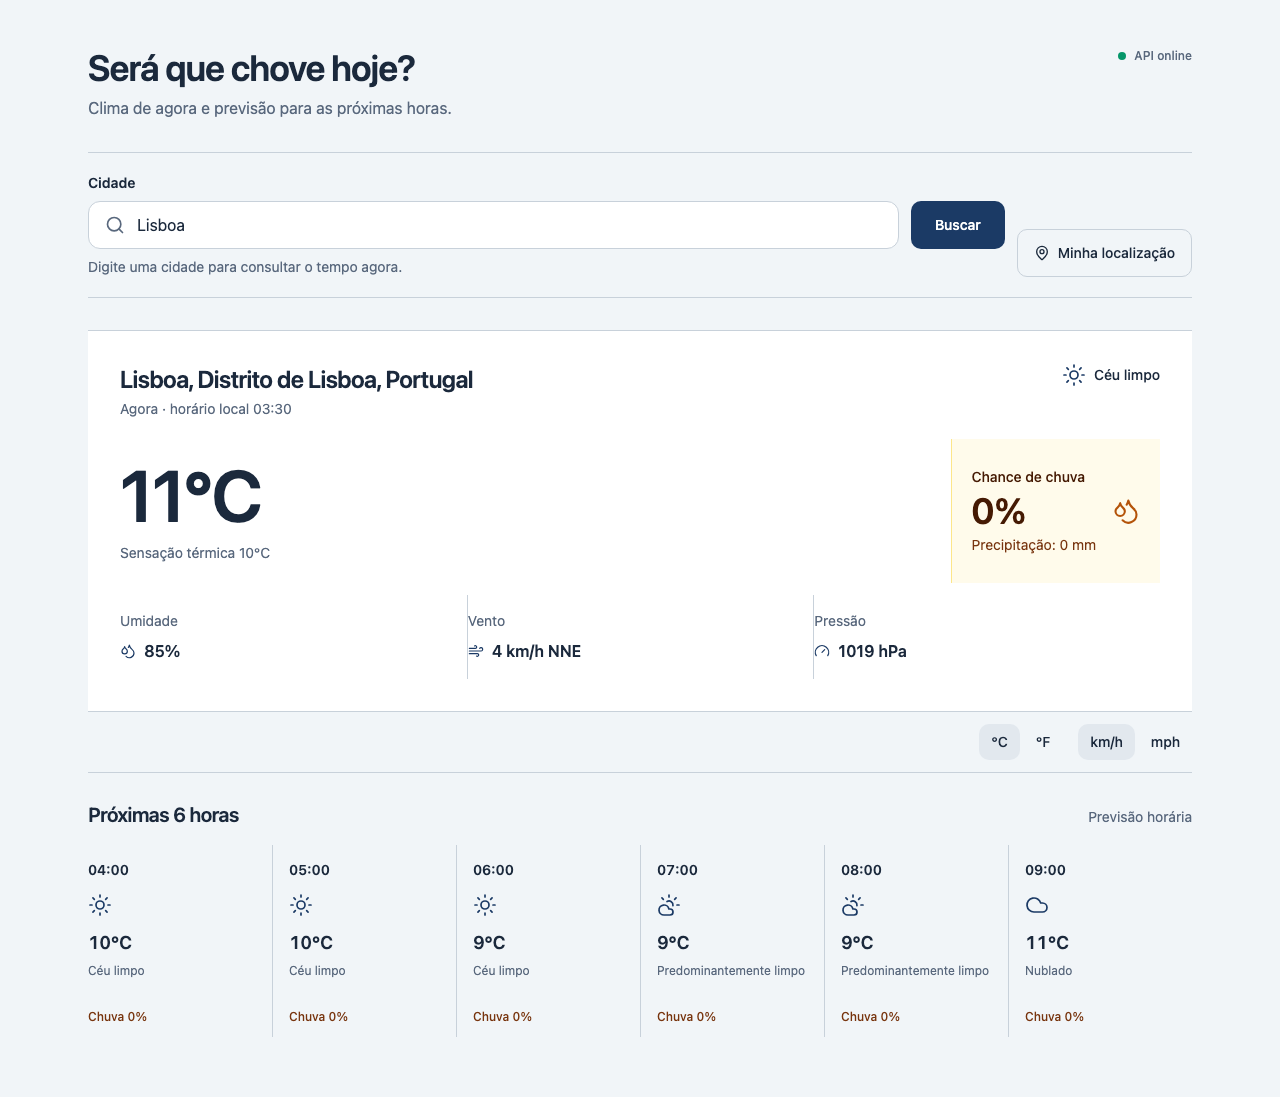 Será que chove hoje?
API online
Clima de agora e previsão para as próximas horas.
Cidade
Lisboa
Buscar
Minha localização
Digite uma cidade para consultar o tempo agora.
Lisboa, Distrito de Lisboa, Portugal
Céu limpo
Agora · horário local 03:30
11°C
Sensação térmica 10°C
Chance de chuva
0%
Precipitação: 0 mm
Umidade
85%
Vento
4 km/h NNE
Pressão
1019 hPa
°C °F km/h mph
Próximas 6 horas
Previsão horária
04:00
10°C
Céu limpo
Chuva 0%
05:00
10°C
Céu limpo
Chuva 0%
06:00
9°C
Céu limpo
Chuva 0%
07:00
9°C
Predominantemente limpo
Chuva 0%
08:00
9°C
Predominantemente limpo
Chuva 0%
09:00
11°C
Nublado
Chuva 0%